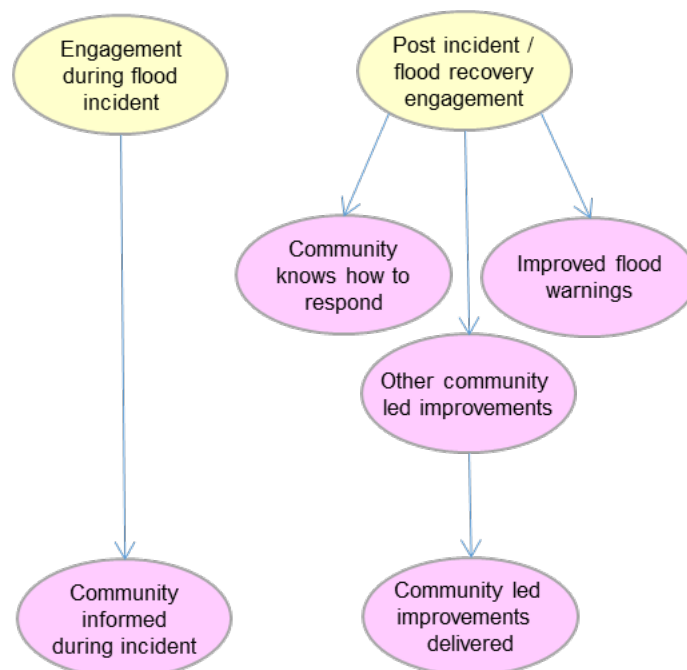 Engagement
during flood
incident
Post incident /
flood recovery
engagement
Community
knows how to
respond
Improved flood
warnings
Other community
led improvements
Community
informed
during incident
Community led
improvements
delivered